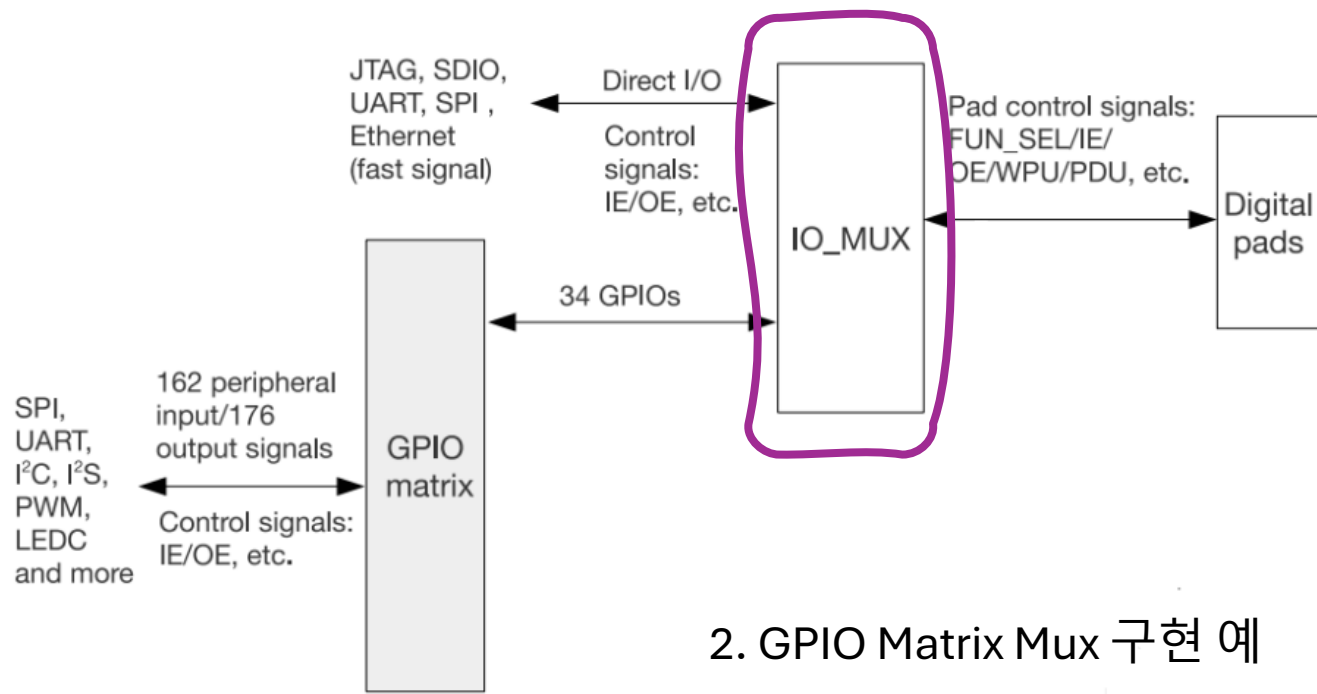 JTAG, SDIO,
UART, SPI ,
Ethernet
(fast signal)
Direct I/O
Control
signals:
IE/OE, etc.
IO_MUX
Pad control signals:
FUN_SEL/IE/
OE/WPU/PDU, etc.
Digital
pads
34 GPIOs
SPI,
UART,
I²C, I²S,
PWM,
LEDC
and more
162 peripheral
input/176
output signals
Control signals:
IE/OE, etc.
GPIO
matrix
2. GPIO Matrix Mux 구현 예